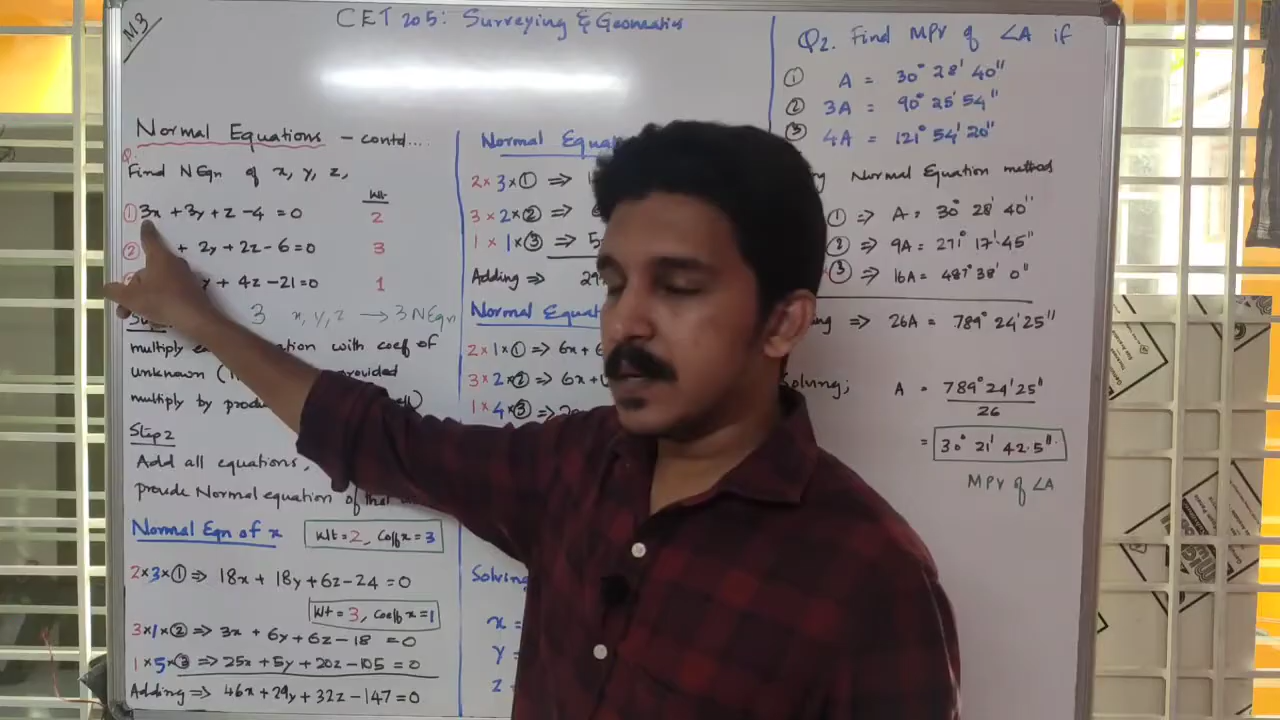 M3
CET 205: Surveying & Geomatics
Normal Equations – contd....
Q.
Find NEqn of x, y, z,
Wt
① 3x + 3y + z - 4 = 0 2
② + 2y + 2z - 6 = 0 3
y + 4z - 21 = 0 1
3 x, y, z → 3 NEqn
multiply equation with coef of
unknown provided
multiply by
Step 2
Add all equations,
provide Normal equation of that
Normal Eqn of x Wt = 2, Coeff x = 3
2×3×① => 18x + 18y + 6z - 24 = 0
Wt = 3, Coeff x = 1
3×1×② => 3x + 6y + 6z - 18 = 0
1×5×③ => 25x + 5y + 20z - 105 = 0
Adding => 46x + 29y + 32z - 147 = 0
Normal
2×3×① =>
3×2×② =>
1×1×③ => 5
Adding => 29
Normal
2×1×① => 6x +
3×2×② => 6x +
1×4×③ =>
Solving
x =
y =
z =
Q2. Find MPV of ∠A if
① A = 30° 28' 40"
② 3A = 90° 25' 54"
③ 4A = 121° 54' 20"
Normal Equation method
① => A = 30° 28' 40"
② => 9A = 271° 17' 45"
③ => 16A = 487° 38' 0"
=> 26A = 789° 24' 25"
Solving; A = 789° 24' 25"
26
= 30° 21' 42.5"
MPV of ∠A